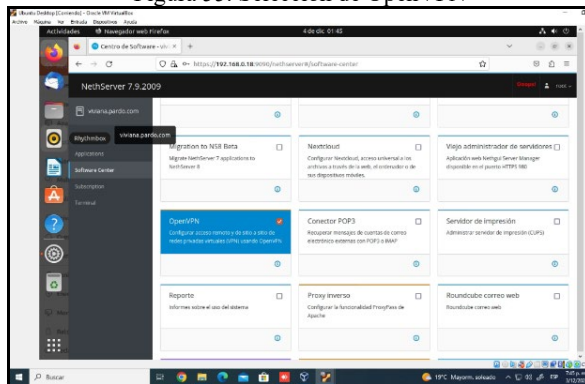 Ubuntu Desktop [Corriendo] - Oracle VM VirtualBox
Archivo Máquina Ver Entrada Dispositivos Ayuda
Actividades Navegador web Firefox 4 de dic 01:45
Centro de Software
https://192.168.0.18:9090/nethserver#/software-center
NethServer 7.9.2009
root
viviana.pardo.com
Rhythmbox
viviana.pardo.com
Applications
Software Center
Subscription
Terminal
Migration to NS8 Beta
Migrate NethServer 7 applications to
NethServer 8
Nextcloud
Configurar Nextcloud, acceso universal a los
archivos a través de la web, el ordenador o de
sus dispositivos móviles.
Viejo administrador de servidores
Aplicación web Nethgui Server Manager
disponible en el puerto HTTPS 980
OpenVPN
Configurar acceso remoto y de sitio a sitio de
redes privadas virtuales (VPN) usando OpenVPN
Conector POP3
Recuperar mensajes de cuentas de correo
electrónico externas con POP3 o IMAP
Servidor de impresión
Administrar servidor de impresión (CUPS)
Reporte
Informes sobre el uso del sistema
Proxy inverso
Configurar la funcionalidad ProxyPass de
Apache
Roundcube correo web
Roundcube correo web
Buscar
19°C Mayorm. soleado
ESP